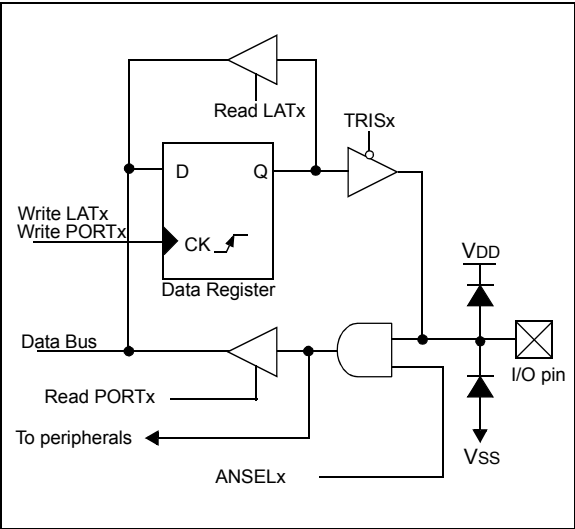 Read LATx
TRISx
D Q
Write LATx
Write PORTx
CK
VDD
Data Register
Data Bus
I/O pin
Read PORTx
To peripherals
VSS
ANSELx